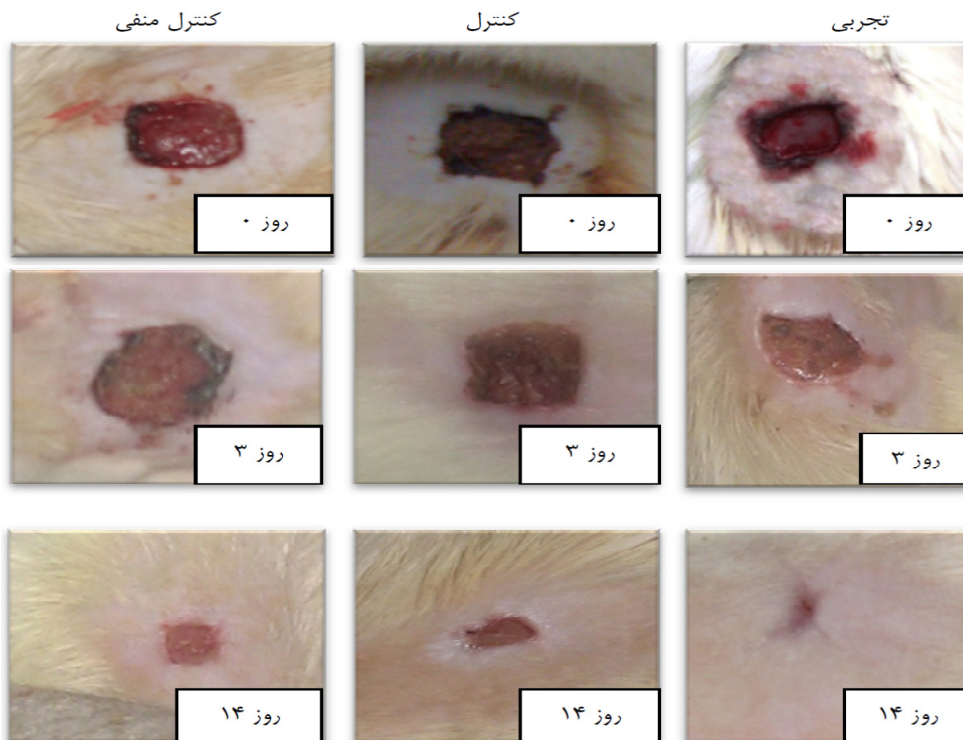 تجربی
کنترل
کنترل منفی
روز ۰
روز ۰
روز ۰
روز ۳
روز ۳
روز ۳
روز ۱۴
روز ۱۴
روز ۱۴